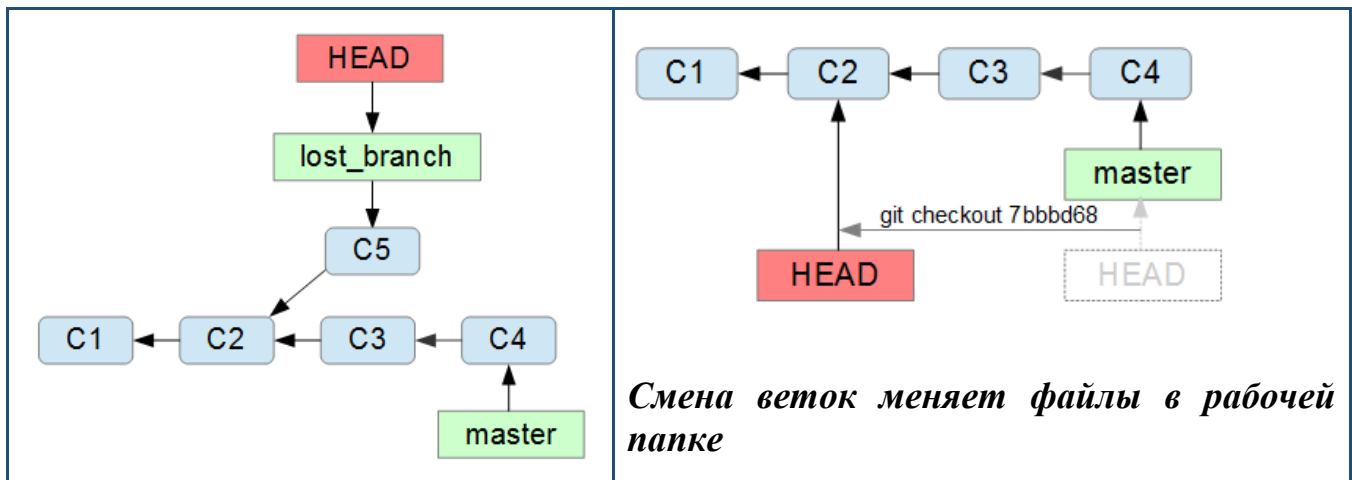 HEAD
lost_branch
C5
C1 C2 C3 C4
master
C1 C2 C3 C4
master
git checkout 7bbbd68
HEAD HEAD
Смена веток меняет файлы в рабочей
папке